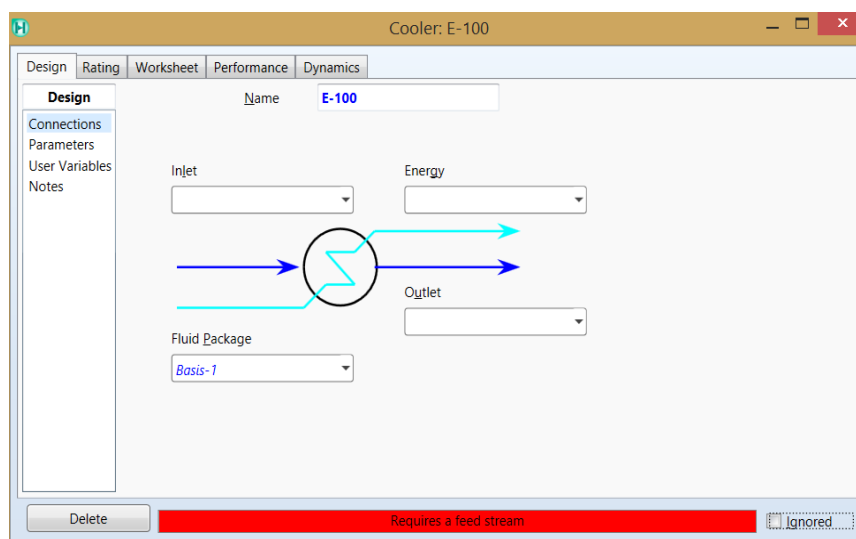 Cooler: E-100
Design Rating Worksheet Performance Dynamics
Design
Connections
Parameters
User Variables
Notes
Name E-100
Inlet Energy
Outlet
Fluid Package
Basis-1
Delete Requires a feed stream Ignored